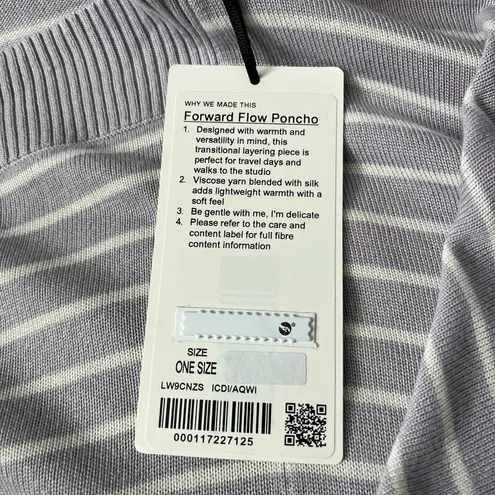 WHY WE MADE THIS
Forward Flow Poncho
1. Designed with warmth and
versatility in mind, this
transitional layering piece is
perfect for travel days and
walks to the studio
2. Viscose yarn blended with silk
adds lightweight warmth with a
soft feel
3. Be gentle with me, I'm delicate
4. Please refer to the care and
content label for full fibre
content information
SIZE
ONE SIZE
LW9CNZS ICDI/AQWI
000117227125